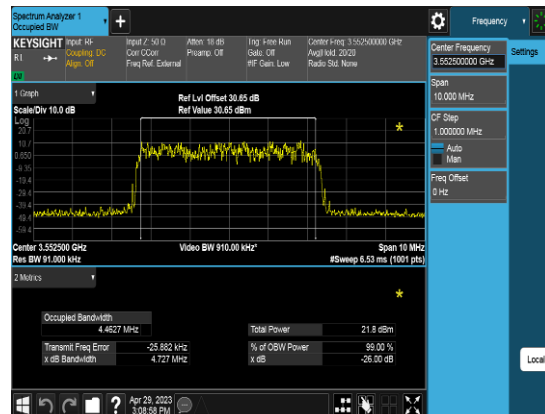 Spectrum Analyzer 1
Occupied BW
+
Frequency
KEYSIGHT
R1
Input: RF
Coupling: DC
Align: Off
Input Z: 50 Ω
Corr CCorr
Freq Ref: External
Atten: 18 dB
Preamp: Off
Trig: Free Run
Gate: Off
#IF Gain: Low
Center Freq: 3.552500000 GHz
Avg|Hold: 20/20
Radio Std: None
Center Frequency
3.552500000 GHz
Settings
Span
10.000 MHz
CF Step
1.000000 MHz
Auto
Man
Freq Offset
0 Hz
Local
1 Graph
Scale/Div 10.0 dB
Ref Lvl Offset 30.65 dB
Ref Value 30.65 dBm
Log
20.7
10.7
0.650
-9.35
-19.4
-29.4
-39.4
-49.4
-59.4
Center 3.552500 GHz
Video BW 910.00 kHz*
Span 10 MHz
Res BW 91.000 kHz
#Sweep 6.53 ms (1001 pts)
2 Metrics
Occupied Bandwidth
4.4627 MHz
Total Power 21.8 dBm
Transmit Freq Error -25.882 kHz
% of OBW Power 99.00 %
x dB Bandwidth 4.727 MHz
x dB -26.00 dB
?
Apr 29, 2023
3:08:58 PM